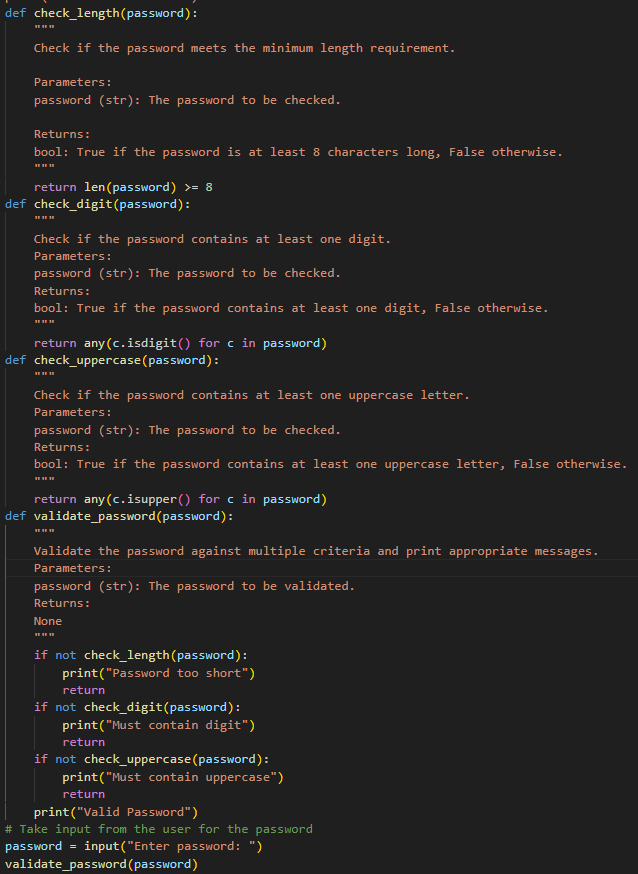 def check_length(password):
    """
    Check if the password meets the minimum length requirement.

    Parameters:
    password (str): The password to be checked.

    Returns:
    bool: True if the password is at least 8 characters long, False otherwise.
    """
    return len(password) >= 8
def check_digit(password):
    """
    Check if the password contains at least one digit.
    Parameters:
    password (str): The password to be checked.
    Returns:
    bool: True if the password contains at least one digit, False otherwise.
    """
    return any(c.isdigit() for c in password)
def check_uppercase(password):
    """
    Check if the password contains at least one uppercase letter.
    Parameters:
    password (str): The password to be checked.
    Returns:
    bool: True if the password contains at least one uppercase letter, False otherwise.
    """
    return any(c.isupper() for c in password)
def validate_password(password):
    """
    Validate the password against multiple criteria and print appropriate messages.
    Parameters:
    password (str): The password to be validated.
    Returns:
    None
    """
    if not check_length(password):
        print("Password too short")
        return
    if not check_digit(password):
        print("Must contain digit")
        return
    if not check_uppercase(password):
        print("Must contain uppercase")
        return
    print("Valid Password")
# Take input from the user for the password
password = input("Enter password: ")
validate_password(password)